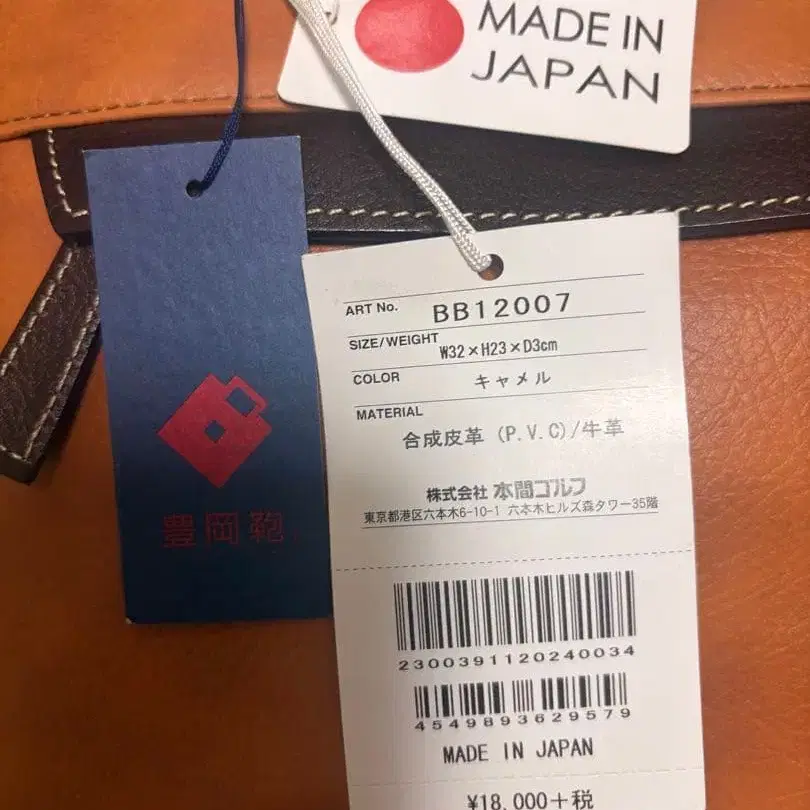 MADE IN
JAPAN
豊岡鞄
ART No. BB12007
SIZE/WEIGHT W32×H23×D3cm
COLOR キャメル
MATERIAL
合成皮革 (P.V.C)/牛革
株式会社 本間ゴルフ
東京都港区六本木6-10-1 六本木ヒルズ森タワー35階
2300391120240034
4549893629579
MADE IN JAPAN
¥18,000+税